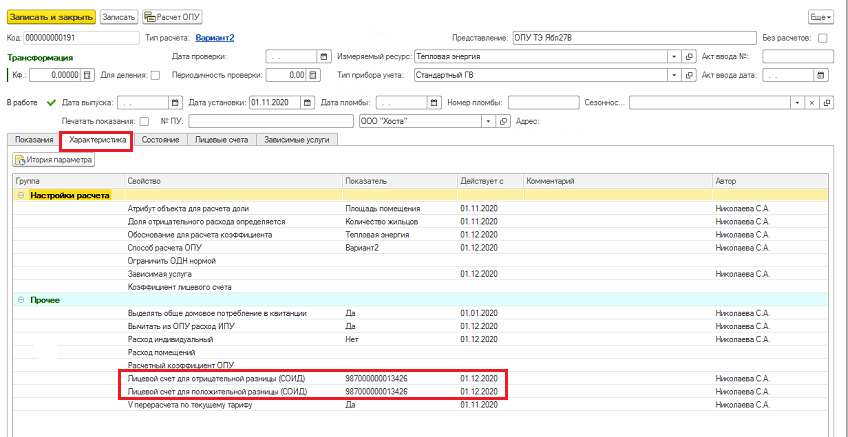 Записать и закрыть Записать Расчет ОПУ Еще
Код: 000000000191 Тип расчета: Вариант2 Представление: ОПУ ТЭ Ябл27В Без расчетов:
Трансформация Дата проверки: . . Измеряемый ресурс: Тепловая энергия Акт ввода №:
Кф.: 0,00000 Для деления: Периодичность проверки: 0,00 Тип прибора учета: Стандартный ГВ Акт ввода дата: . .
В работе Дата выпуска: . . Дата установки: 01.11.2020 Дата пломбы: . . Номер пломбы: Сезоннос...
Печатать показания: № ПУ: ООО "Хоста" Адрес:
Показания Характеристика Состояние Лицевые счета Зависимые услуги
Итория параметра
Группа Свойство Показатель Действует с Комментарий Автор
Настройки расчета
Атрибут объекта для расчета доли Площадь помещения 01.11.2020 Николаева С.А.
Доля отрицательного расхода определяется Количество жильцов 01.11.2020 Николаева С.А.
Обоснование для расчета коэффициента Тепловая энергия 01.12.2020 Николаева С.А.
Способ расчета ОПУ Вариант2 01.12.2020 Николаева С.А.
Ограничить ОДН нормой
Зависимая услуга 01.12.2020 Николаева С.А.
Коэффициент лицевого счета
Прочее
Выделять обще домовое потребление в квитанции Да 01.01.2020 Николаева С.А.
Вычитать из ОПУ расход ИПУ Да 01.12.2020 Николаева С.А.
Расход индивидуальный Нет 01.12.2020 Николаева С.А.
Расход помещений
Расчетный коэффициент ОПУ
Лицевой счет для отрицательной разницы (СОИД) 987000000013426 01.12.2020 Николаева С.А.
Лицевой счет для положительной разницы (СОИД) 987000000013426 01.12.2020 Николаева С.А.
V перерасчета по текущему тарифу Да 01.11.2020 Николаева С.А.